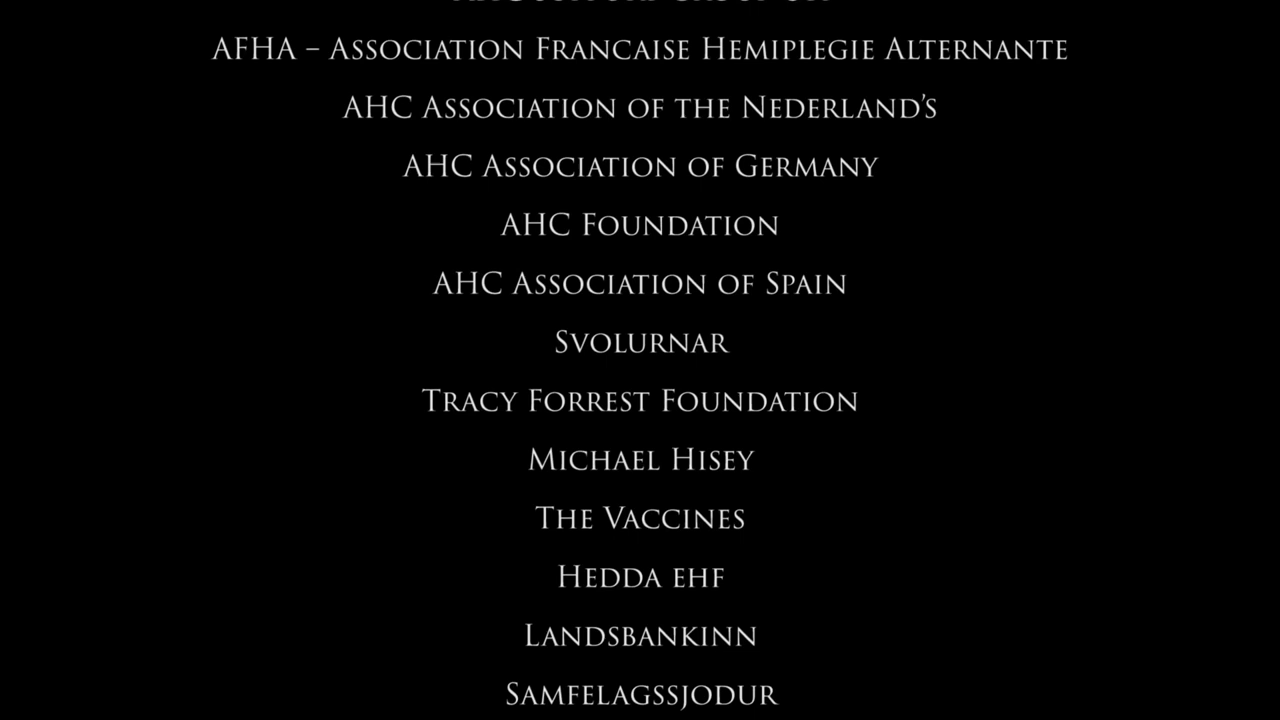 AFHA – Association Francaise Hemiplegie Alternante
AHC Association of the Nederland's
AHC Association of Germany
AHC Foundation
AHC Association of Spain
Svolurnar
Tracy Forrest Foundation
Michael Hisey
The Vaccines
Hedda ehf
Landsbankinn
Samfelagssjodur